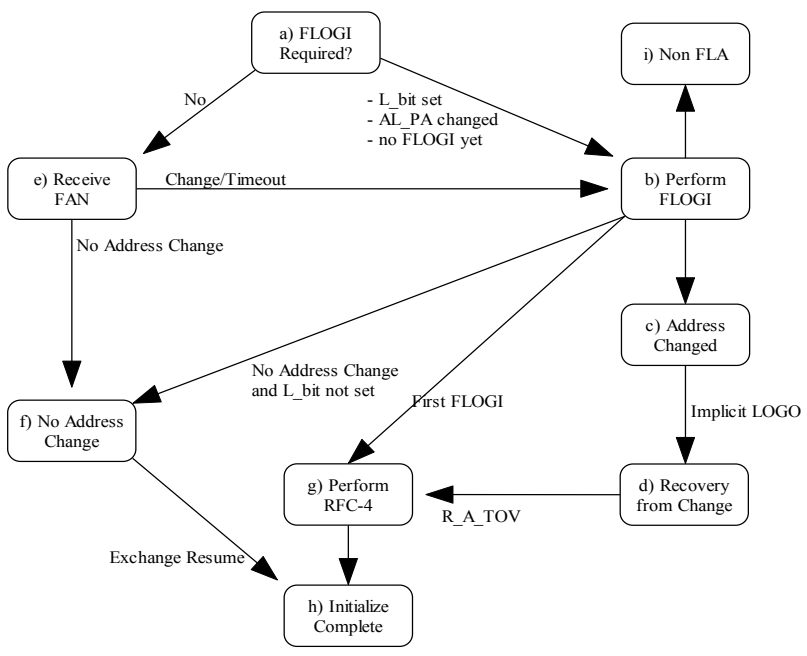 a) FLOGI
Required?
i) Non FLA
No
- L_bit set
- AL_PA changed
- no FLOGI yet
e) Receive
FAN
Change/Timeout
b) Perform
FLOGI
No Address Change
c) Address
Changed
No Address Change
and L_bit not set
First FLOGI
Implicit LOGO
f) No Address
Change
g) Perform
RFC-4
R_A_TOV
d) Recovery
from Change
Exchange Resume
h) Initialize
Complete